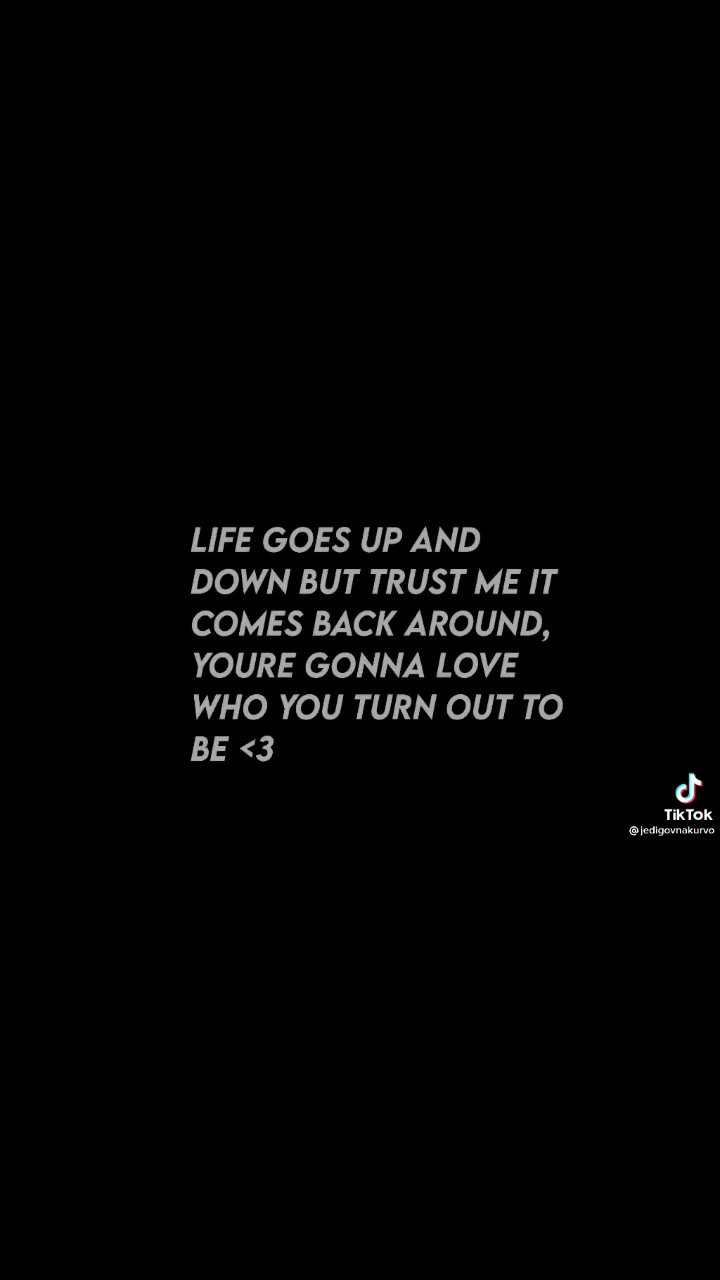 LIFE GOES UP AND
DOWN BUT TRUST ME IT
COMES BACK AROUND,
YOURE GONNA LOVE
WHO YOU TURN OUT TO
BE <3
TikTok
@jedigovnakurvo